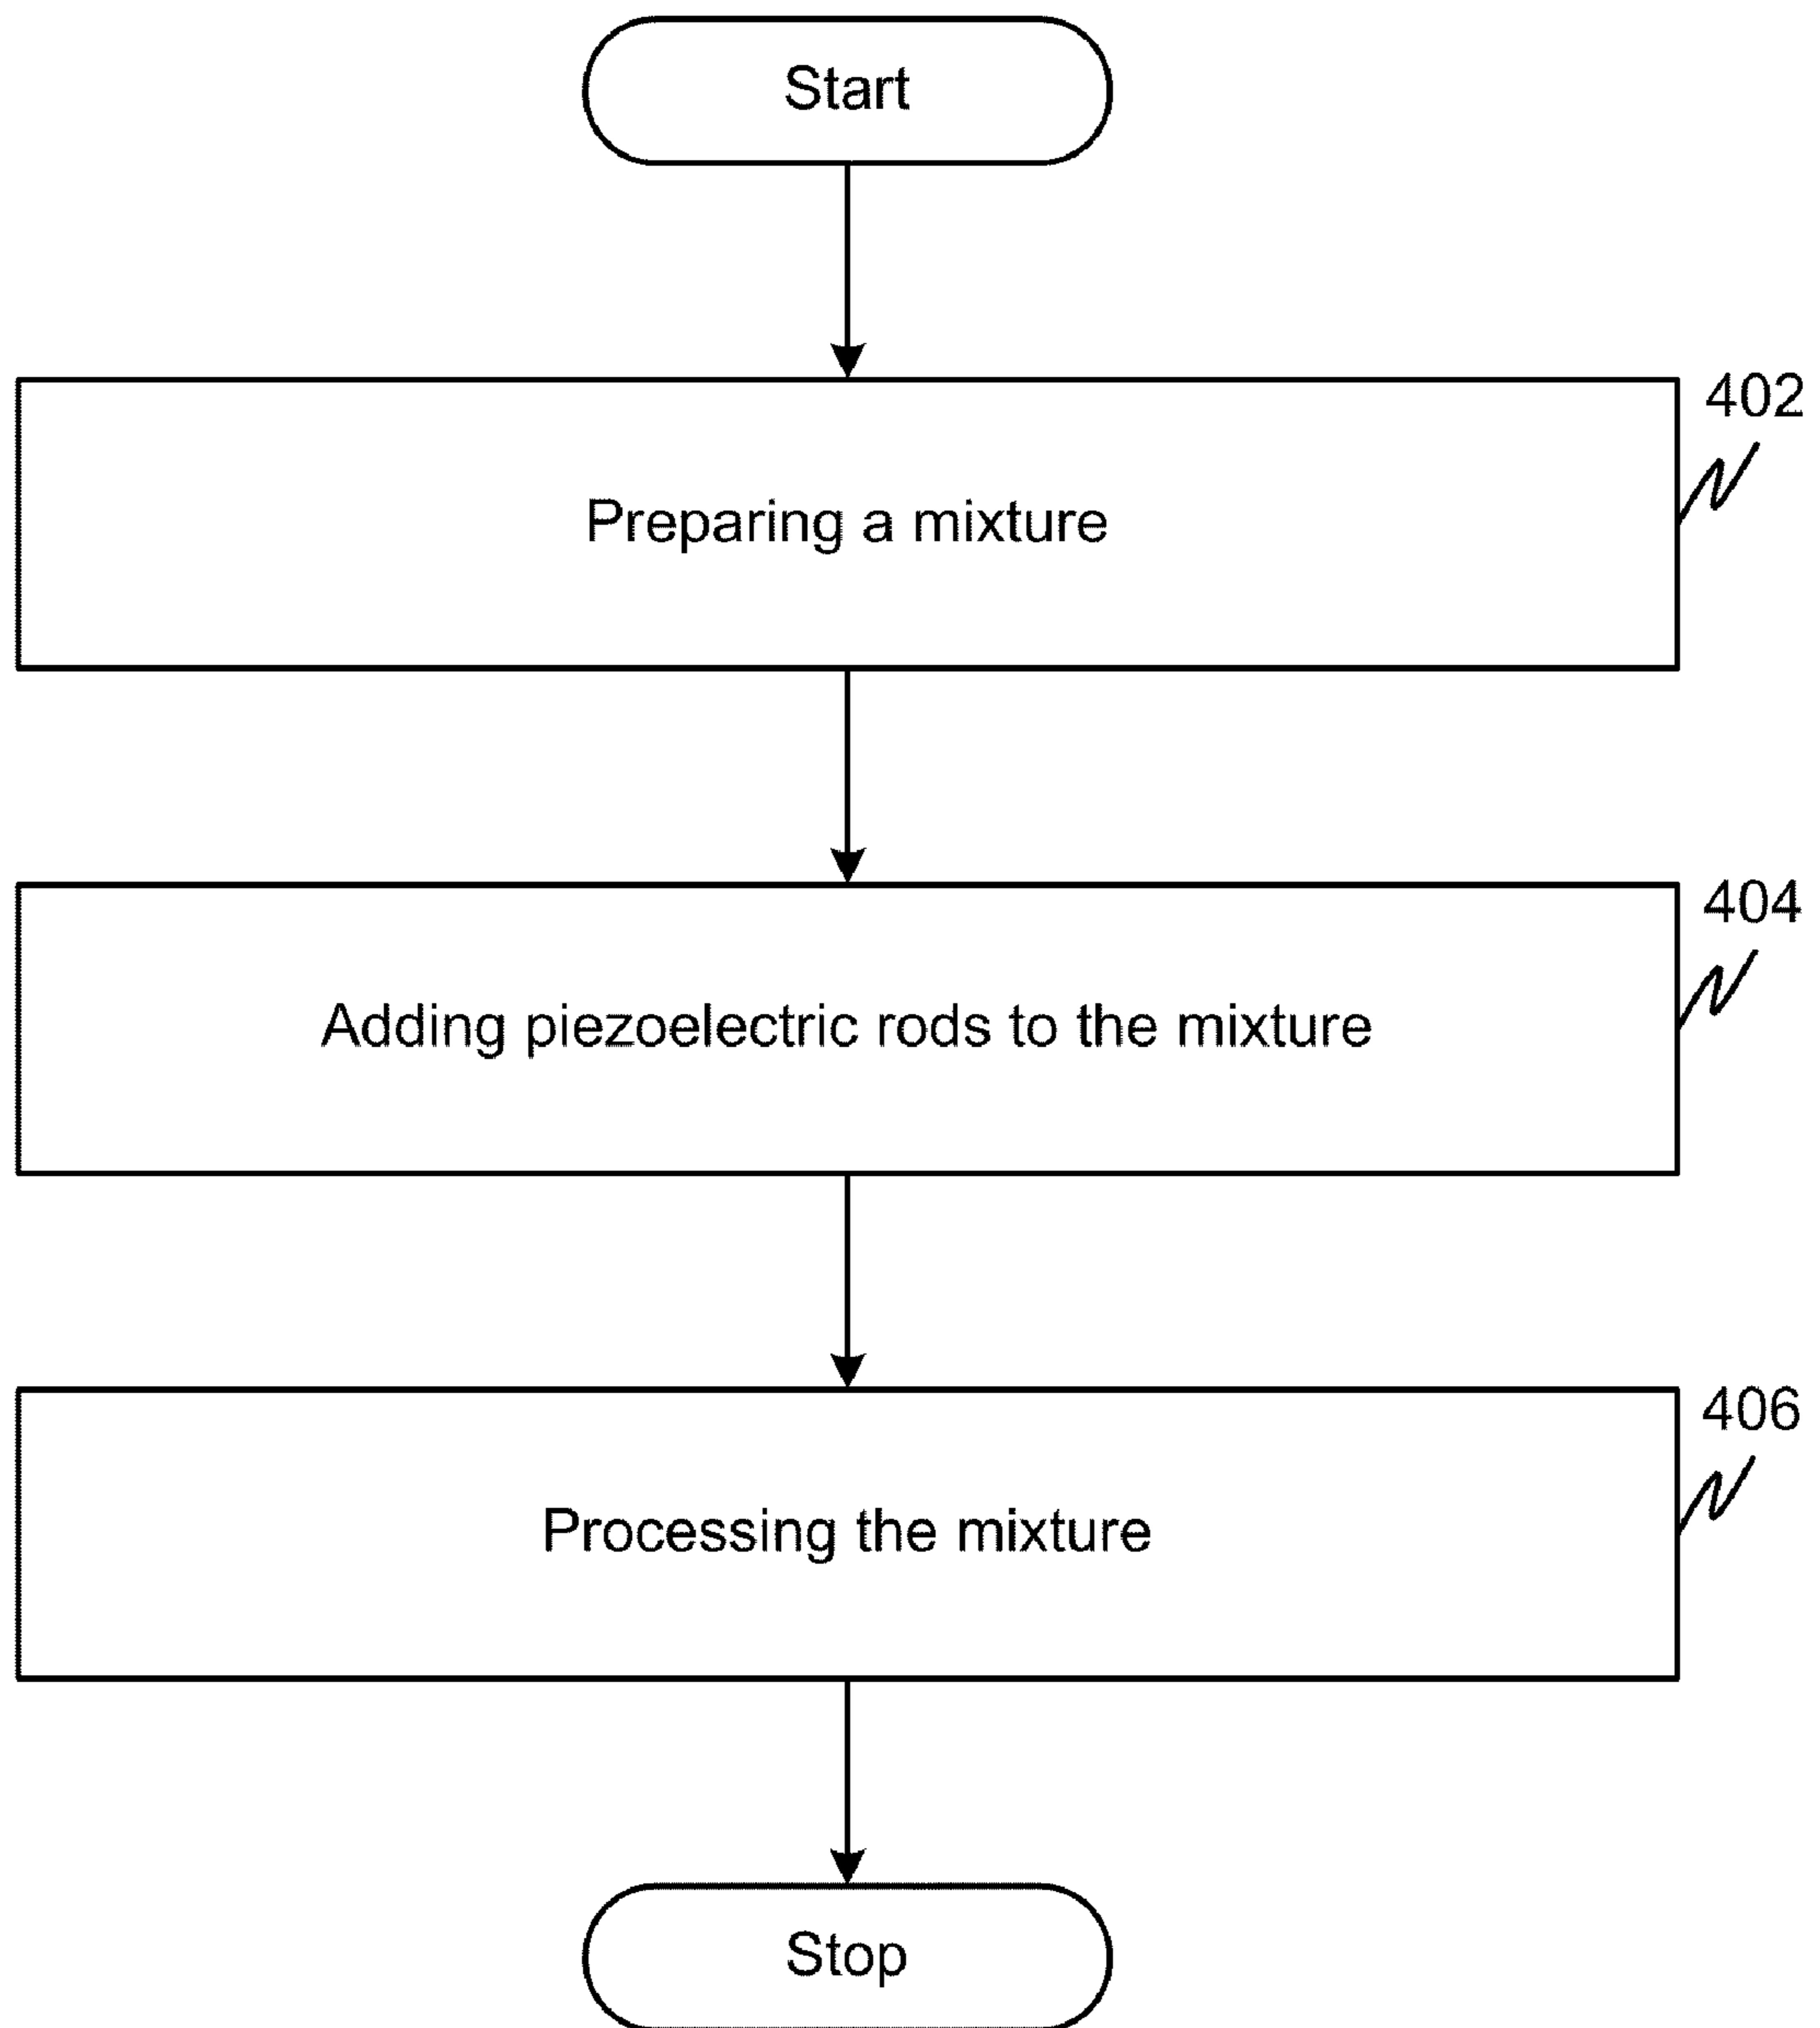 Start
402
Preparing a mixture
404
Adding piezoelectric rods to the mixture
406
Processing the mixture
Stop